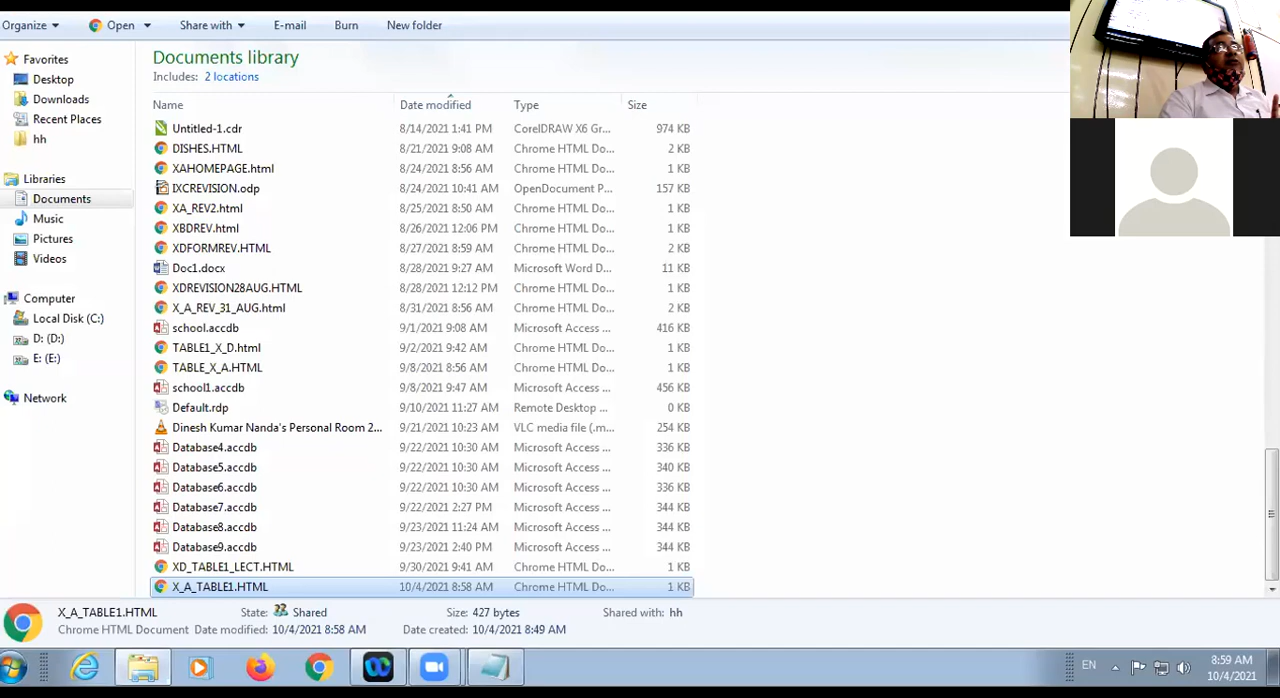 Organize Open Share with E-mail Burn New folder
Favorites
Desktop
Downloads
Recent Places
hh
Libraries
Documents
Music
Pictures
Videos
Computer
Local Disk (C:)
D: (D:)
E: (E:)
Network
Documents library
Includes: 2 locations
Name Date modified Type Size
Untitled-1.cdr 8/14/2021 1:41 PM CorelDRAW X6 Gr... 974 KB
DISHES.HTML 8/21/2021 9:08 AM Chrome HTML Do... 2 KB
XAHOMEPAGE.html 8/24/2021 8:56 AM Chrome HTML Do... 1 KB
IXCREVISION.odp 8/24/2021 10:41 AM OpenDocument P... 157 KB
XA_REV2.html 8/25/2021 8:50 AM Chrome HTML Do... 1 KB
XBDREV.html 8/26/2021 12:06 PM Chrome HTML Do... 1 KB
XDFORMREV.HTML 8/27/2021 8:59 AM Chrome HTML Do... 2 KB
Doc1.docx 8/28/2021 9:27 AM Microsoft Word D... 11 KB
XDREVISION28AUG.HTML 8/28/2021 12:12 PM Chrome HTML Do... 1 KB
X_A_REV_31_AUG.html 8/31/2021 8:56 AM Chrome HTML Do... 1 KB
school.accdb 9/1/2021 9:08 AM Microsoft Access ... 416 KB
TABLE1_X_D.html 9/2/2021 9:42 AM Chrome HTML Do... 1 KB
TABLE_X_A.HTML 9/8/2021 8:56 AM Chrome HTML Do... 1 KB
school1.accdb 9/8/2021 9:47 AM Microsoft Access ... 456 KB
Default.rdp 9/10/2021 11:27 AM Remote Desktop ... 0 KB
Dinesh Kumar Nanda's Personal Room 2... 9/21/2021 10:23 AM VLC media file (.m... 254 KB
Database4.accdb 9/22/2021 10:30 AM Microsoft Access ... 336 KB
Database5.accdb 9/22/2021 10:30 AM Microsoft Access ... 340 KB
Database6.accdb 9/22/2021 10:30 AM Microsoft Access ... 336 KB
Database7.accdb 9/22/2021 2:27 PM Microsoft Access ... 344 KB
Database8.accdb 9/23/2021 11:24 AM Microsoft Access ... 344 KB
Database9.accdb 9/23/2021 2:40 PM Microsoft Access ... 344 KB
XD_TABLE1_LECT.HTML 9/30/2021 9:41 AM Chrome HTML Do... 1 KB
X_A_TABLE1.HTML 10/4/2021 8:58 AM Chrome HTML Do... 1 KB
X_A_TABLE1.HTML State: Shared Size: 427 bytes Shared with: hh
Chrome HTML Document Date modified: 10/4/2021 8:58 AM Date created: 10/4/2021 8:49 AM
EN 8:59 AM
10/4/2021